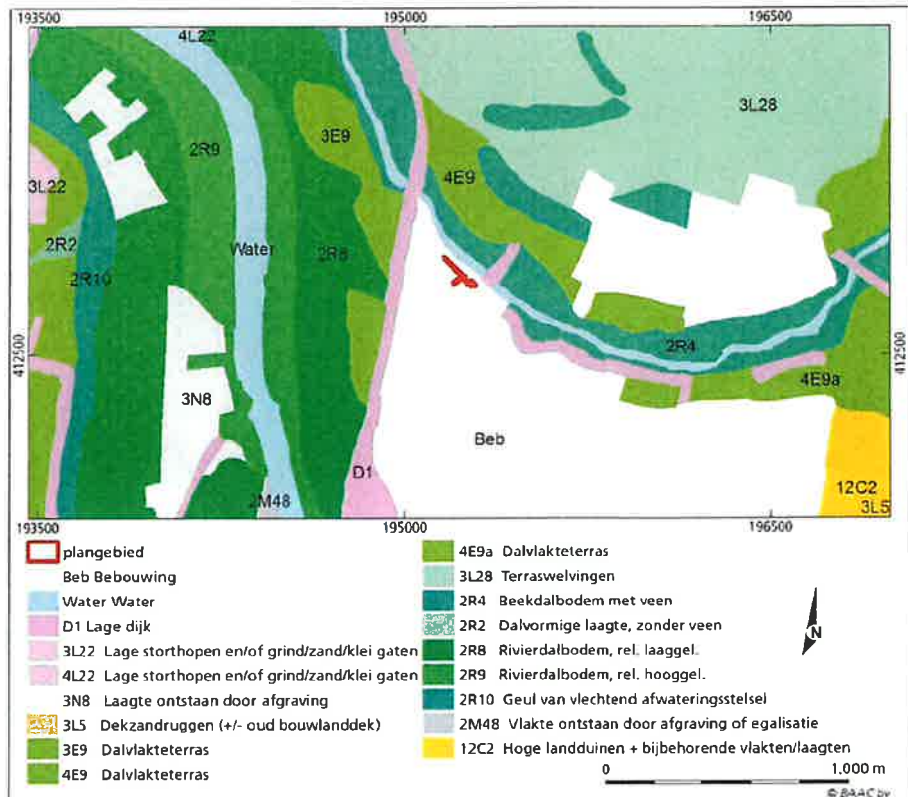 193500
195000
196500
4L22
3L28
3E9
2R9
4E9
3L22
2R2
Water
2R8
2R10
412500
412500
2R4
3N8
4E9a
Beb
D1
12C2
2M48
3L5
193500
195000
196500
plangebied
Beb Bebouwing
Water Water
D1 Lage dijk
3L22 Lage storthopen en/of grind/zand/klei gaten
4L22 Lage storthopen en/of grind/zand/klei gaten
3N8 Laagte ontstaan door afgraving
3L5 Dekzandruggen (+/- oud bouwlanddek)
3E9 Dalvlakteterras
4E9 Dalvlakteterras
4E9a Dalvlakteterras
3L28 Terraswelvingen
2R4 Beekdalbodem met veen
2R2 Dalvormige laagte, zonder veen
2R8 Rivierdalbodem, rel. laaggel.
2R9 Rivierdalbodem, rel. hooggel.
2R10 Geul van vlechtend afwateringsstelsel
2M48 Vlakte ontstaan door afgraving of egalisatie
12C2 Hoge landduinen + bijbehorende vlakten/laagten
N
0 1,000 m
© BAAC bv